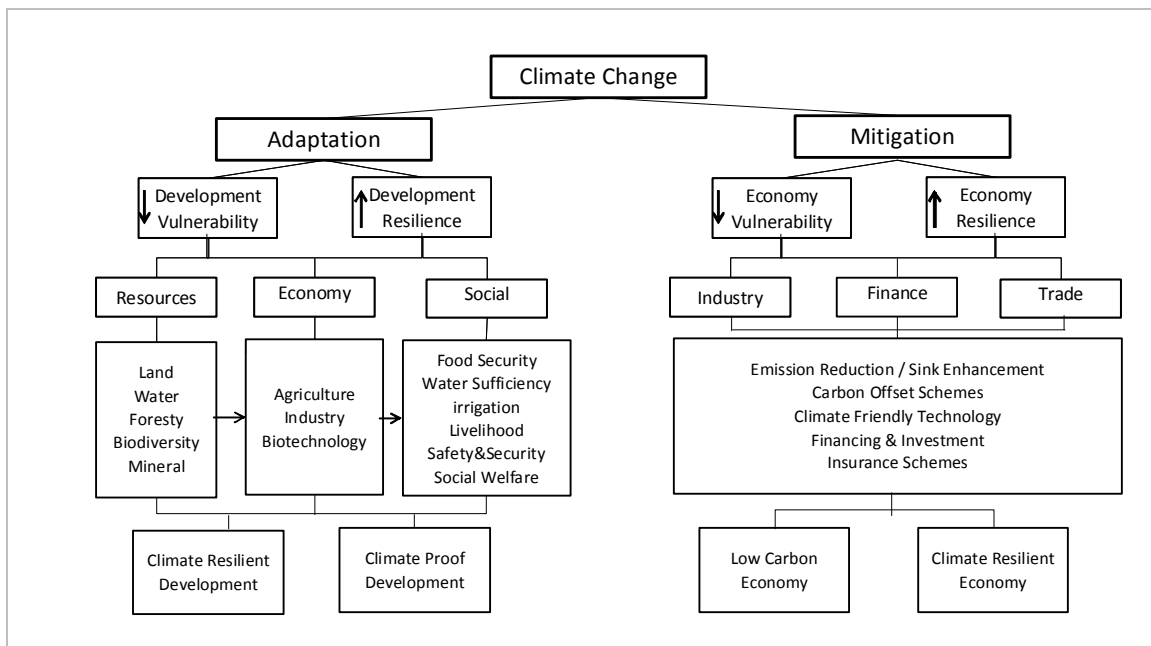 Climate Change
Adaptation
Mitigation
Development
Vulnerability
Development
Resilience
Economy
Vulnerability
Economy
Resilience
Resources
Economy
Social
Industry
Finance
Trade
Land
Water
Foresty
Biodiversity
Mineral
Agriculture
Industry
Biotechnology
Food Security
Water Sufficiency
irrigation
Livelihood
Safety&Security
Social Welfare
Emission Reduction / Sink Enhancement
Carbon Offset Schemes
Climate Friendly Technology
Financing & Investment
Insurance Schemes
Climate Resilient
Development
Climate Proof
Development
Low Carbon
Economy
Climate Resilient
Economy